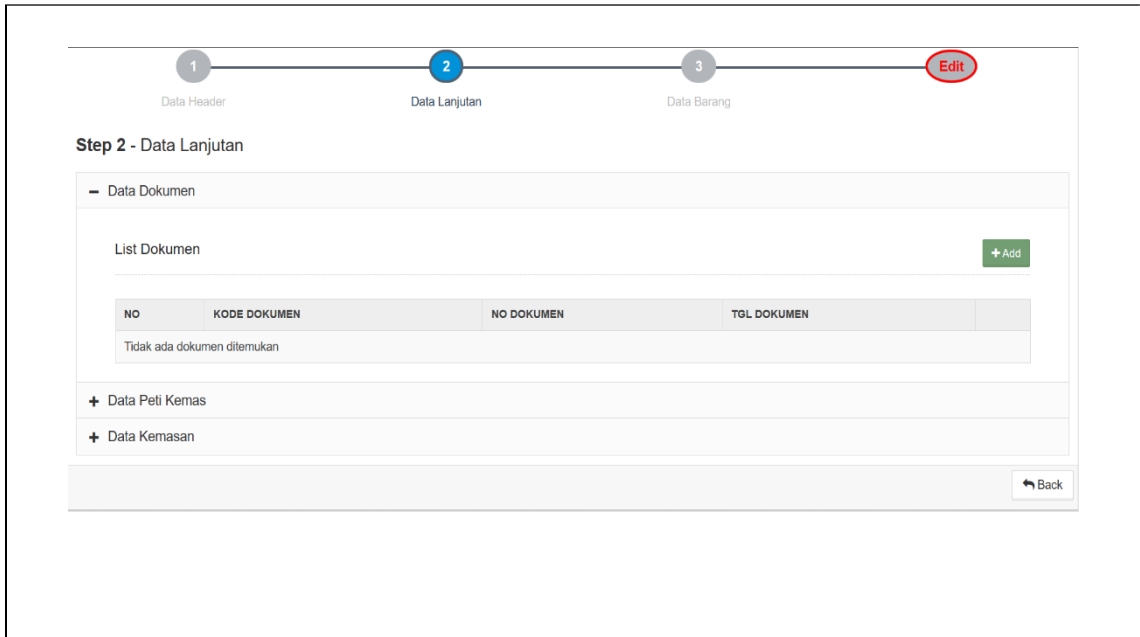 1 2 3 Edit
Data Header Data Lanjutan Data Barang
Step 2 - Data Lanjutan
− Data Dokumen
List Dokumen + Add
NO KODE DOKUMEN NO DOKUMEN TGL DOKUMEN
Tidak ada dokumen ditemukan
+ Data Peti Kemas
+ Data Kemasan
Back